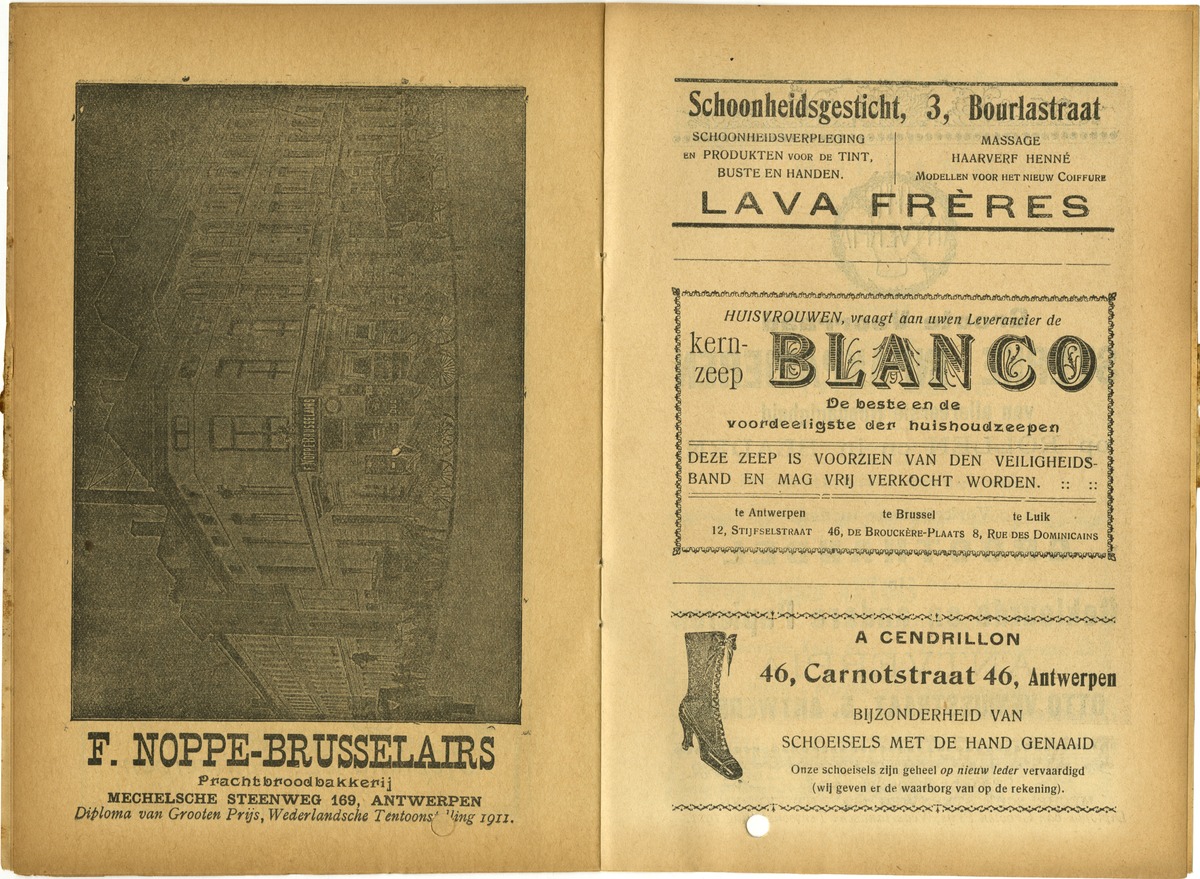 F. NOPPE-BRUSSELAIRS
F. NOPPE-BRUSSELAIRS
Prachtbroodbakkerij
MECHELSCHE STEENWEG 169, ANTWERPEN
Diploma van Grooten Prijs, Wederlandsche 1911.
Schoonheidsgesticht, 3, Bourlastraat
SCHOONHEIDSVERPLEGING
EN PRODUKTEN VOOR DE TINT,
BUSTE EN HANDEN.
MASSAGE
HAARVERF HENNÉ
MODELLEN VOOR HET NIEUW COIFFURE
LAVA FRÈRES
HUISVROUWEN, vraagt aan uwen Leverancier de
kern-
zeep BLANCO
De beste en de
voordeeligste der huishoudzeepen
DEZE ZEEP IS VOORZIEN VAN DEN VEILIGHEIDS-
BAND EN MAG VRIJ VERKOCHT WORDEN. :: ::
te Antwerpen te Brussel te Luik
12, STIJFSELSTRAAT 46, DE BROUCKÈRE-PLAATS 8, RUE DES DOMINICAINS
A CENDRILLON
46, Carnotstraat 46, Antwerpen
BIJZONDERHEID VAN
SCHOEISELS MET DE HAND GENAAID
Onze schoeisels zijn geheel op nieuw leder vervaardigd
(wij geven er de waarborg van op de rekening).